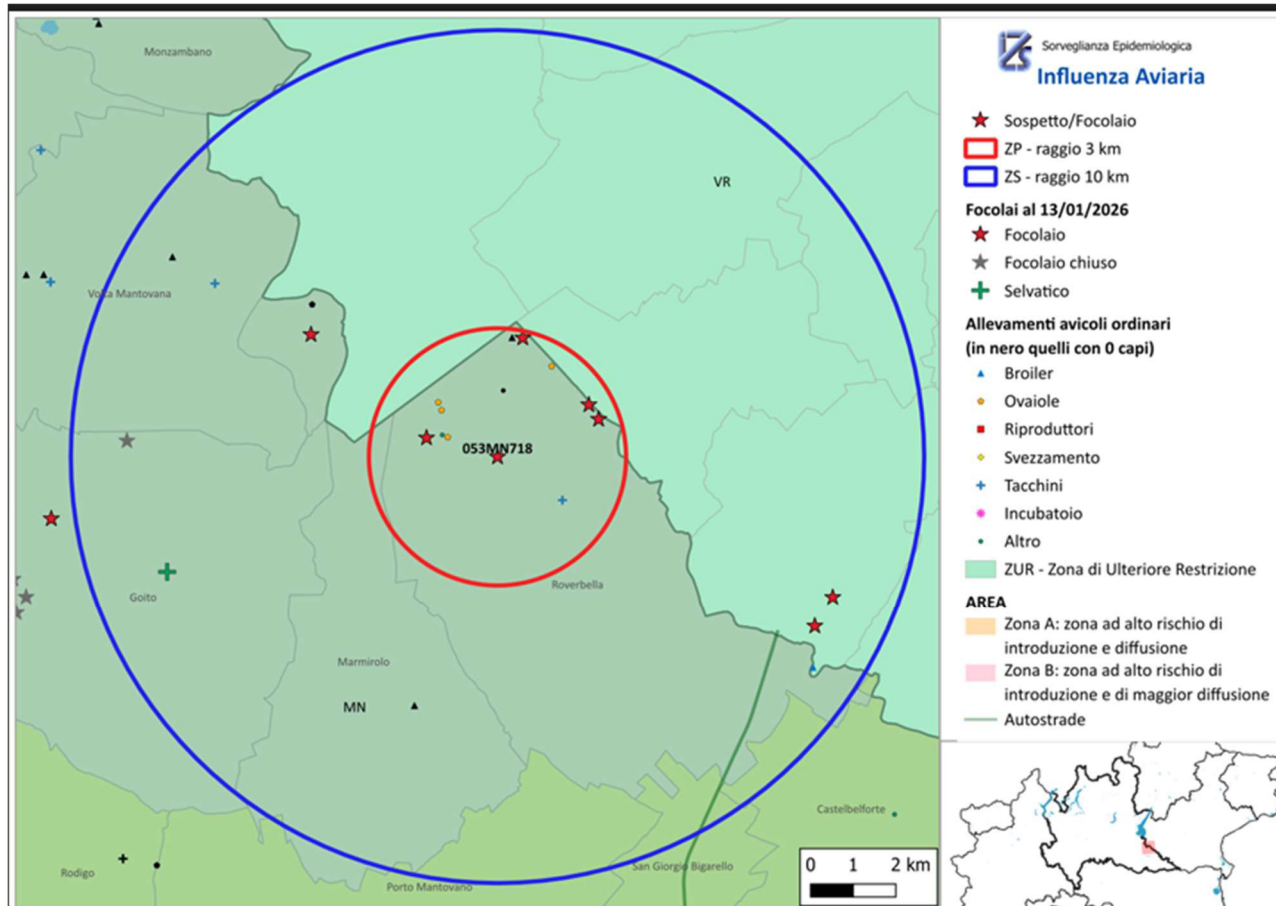 Monzambano
VR
Volta Mantovana
053MN718
Goito
Roverbella
Marmirolo
MN
Castelbelforte
Rodigo
Porto Mantovano
San Giorgio Bigarello
0 1 2 km
Sorveglianza Epidemiologica
Influenza Aviaria
Sospetto/Focolaio
ZP - raggio 3 km
ZS - raggio 10 km
Focolai al 13/01/2026
Focolaio
Focolaio chiuso
Selvatico
Allevamenti avicoli ordinari
(in nero quelli con 0 capi)
Broiler
Ovaiole
Riproduttori
Svezzamento
Tacchini
Incubatoio
Altro
ZUR - Zona di Ulteriore Restrizione
AREA
Zona A: zona ad alto rischio di
introduzione e diffusione
Zona B: zona ad alto rischio di
introduzione e di maggior diffusione
Autostrade